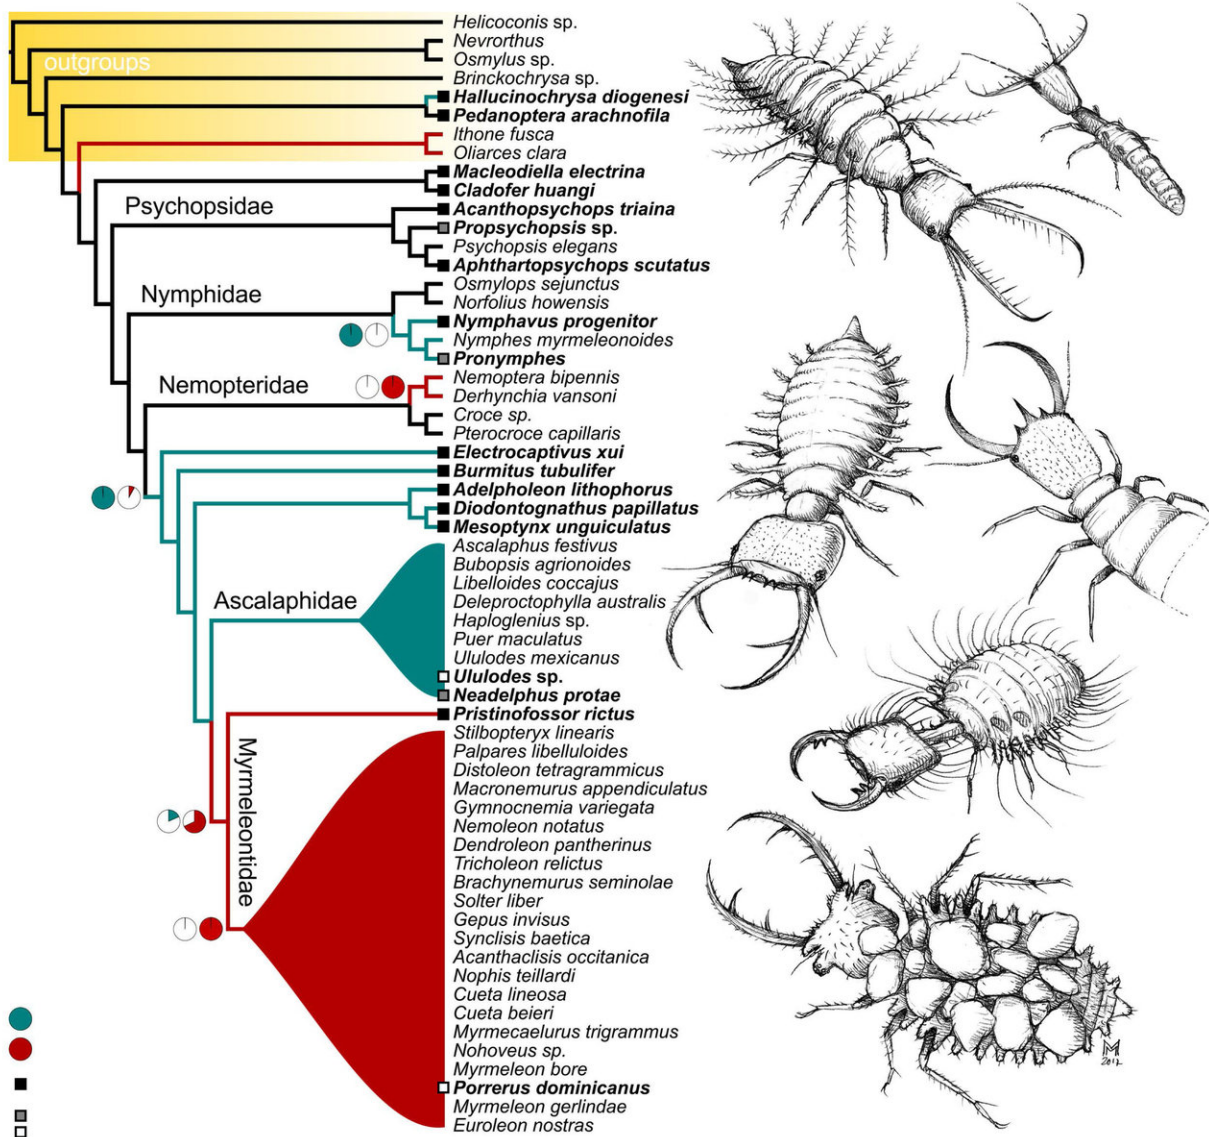 Helicoconis sp.
Nevrorthus
outgroups
Osmylus sp.
Brinckochrysa sp.
Hallucinochrysa diogenesi
Pedanoptera arachnofila
Ithone fusca
Oliarces clara
Macleodiella electrina
Cladofer huangi
Psychopsidae
Acanthopsychops triaina
Propsychopsis sp.
Psychopsis elegans
Aphthartopsychops scutatus
Nymphidae
Osmylops sejunctus
Norfolius howensis
Nymphavus progenitor
Nymphes myrmeleonoides
Pronymphes
Nemopteridae
Nemoptera bipennis
Derhynchia vansoni
Croce sp.
Pterocroce capillaris
Electrocaptivus xui
Burmitus tubulifer
Adelpholeon lithophorus
Diodontognathus papillatus
Mesoptynx unguiculatus
Ascalaphidae
Ascalaphus festivus
Bubopsis agrionoides
Libelloides coccajus
Deleproctophylla australis
Haploglenius sp.
Puer maculatus
Ululodes mexicanus
Ululodes sp.
Neadelphus protae
Myrmeleontidae
Pristinofossor rictus
Stilbopteryx linearis
Palpares libelluloides
Distoleon tetragrammicus
Macronemurus appendiculatus
Gymnocnemia variegata
Nemoleon notatus
Dendroleon pantherinus
Tricholeon relictus
Brachynemurus seminolae
Solter liber
Gepus invisus
Synclisis baetica
Acanthaclisis occitanica
Nophis teillardi
Cueta lineosa
Cueta beieri
Myrmecaelurus trigrammus
Nohoveus sp.
Myrmeleon bore
Porrerus dominicanus
Myrmeleon gerlindae
Euroleon nostras